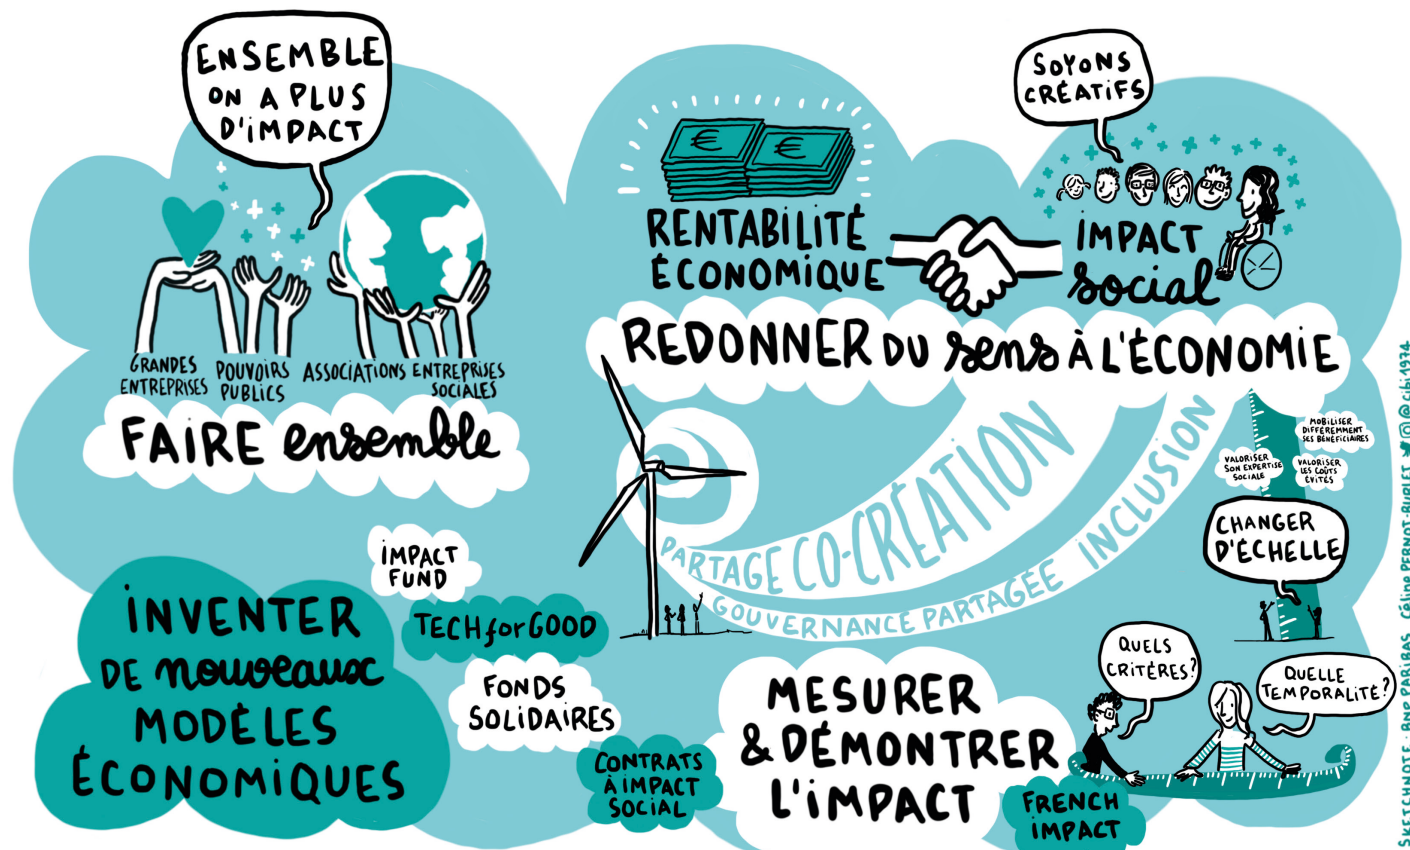 ENSEMBLE
ON A PLUS
D'IMPACT
GRANDES
ENTREPRISES
POUVOIRS
PUBLICS
ASSOCIATIONS
ENTREPRISES
SOCIALES
FAIRE ensemble
SOYONS
CRÉATIFS
€ €
RENTABILITÉ
ÉCONOMIQUE
IMPACT
social
REDONNER DU sens À L'ÉCONOMIE
PARTAGE CO-CRÉATION
GOUVERNANCE PARTAGÉE INCLUSION
MOBILISER
DIFFÉREMMENT
SES BÉNÉFICIAIRES
VALORISER
SON EXPERTISE
SOCIALE
VALORISER
LES COÛTS
ÉVITÉS
CHANGER
D'ÉCHELLE
INVENTER
DE nouveaux
MODÈLES
ÉCONOMIQUES
IMPACT
FUND
TECH for GOOD
FONDS
SOLIDAIRES
CONTRATS
À IMPACT
SOCIAL
MESURER
& DÉMONTRER
L'IMPACT
FRENCH
IMPACT
QUELS
CRITÈRES?
QUELLE
TEMPORALITÉ?
SKETCHNOTE · BNP PARIBAS Céline PERNOT-BURLET @cibi1974